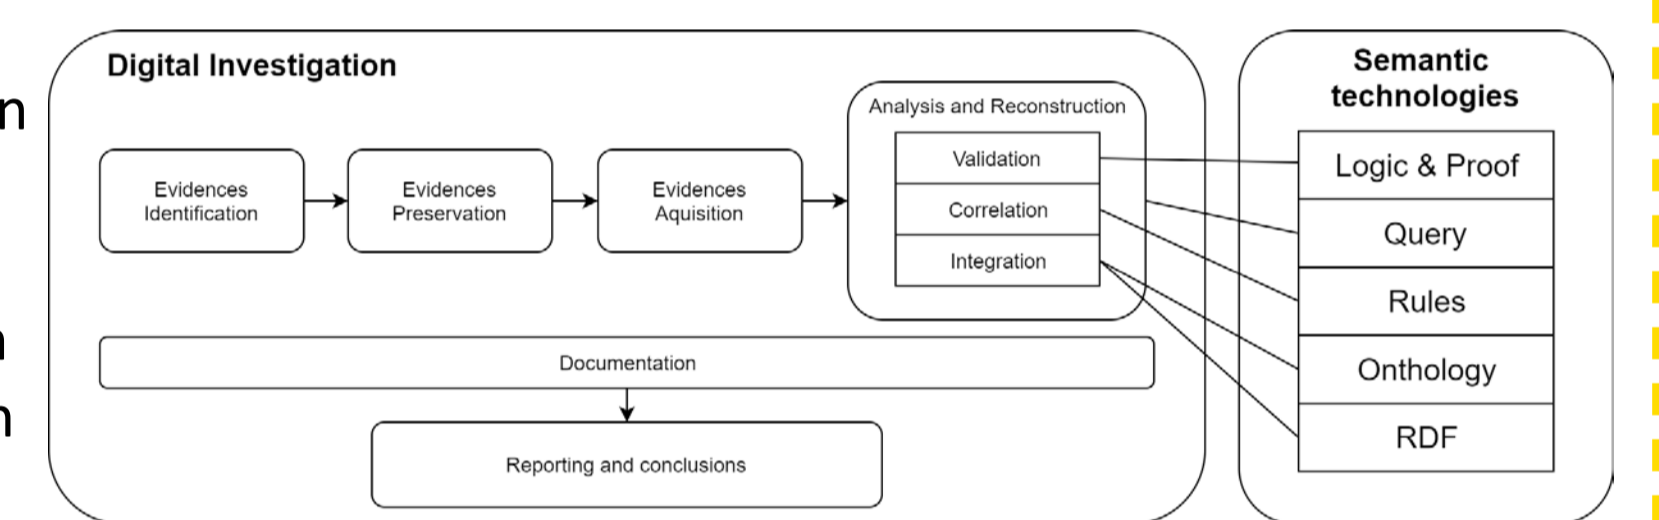 Digital Investigation
Evidences
Identification
Evidences
Preservation
Evidences
Aquisition
Analysis and Reconstruction
Validation
Correlation
Integration
Documentation
Reporting and conclusions
Semantic
technologies
Logic & Proof
Query
Rules
Onthology
RDF